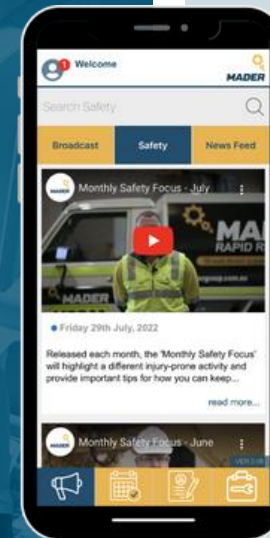 1
Welcome
MADER
Search Safety
Broadcast
Safety
News Feed
Monthly Safety Focus - July
MADER
MA
RAPID R
MADER
Friday 29th July, 2022
Released each month, the 'Monthly Safety Focus'
will highlight a different injury-prone activity and
provide important tips for how you can keep...
read more...
Monthly Safety Focus - June
MADER